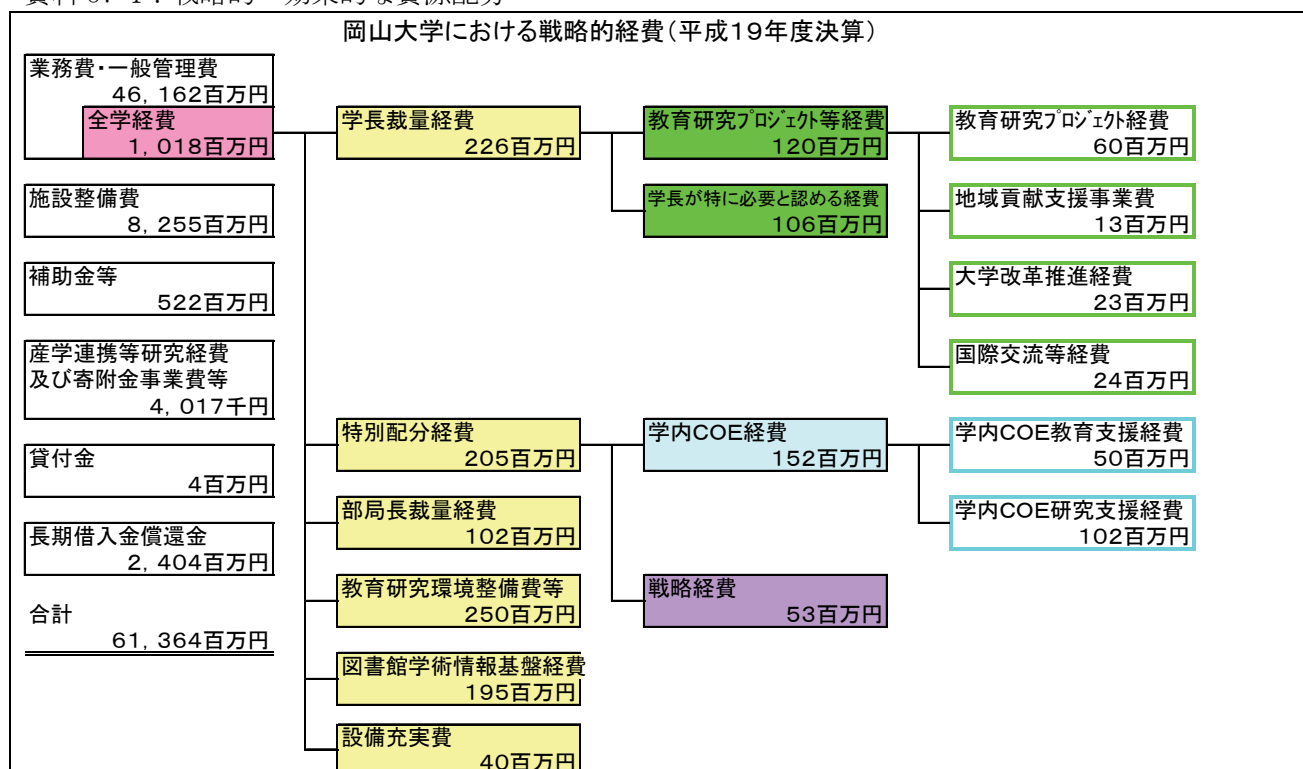 岡山大学における戦略的経費(平成19年度決算)
業務費・一般管理費
46,162百万円
全学経費
1,018百万円
施設整備費
8,255百万円
補助金等
522百万円
産学連携等研究経費
及び寄附金事業費等
4,017千円
貸付金
4百万円
長期借入金償還金
2,404百万円
合計
61,364百万円
学長裁量経費
226百万円
特別配分経費
205百万円
部局長裁量経費
102百万円
教育研究環境整備費等
250百万円
図書館学術情報基盤経費
195百万円
設備充実費
40百万円
教育研究プロジェクト等経費
120百万円
学長が特に必要と認める経費
106百万円
学内COE経費
152百万円
戦略経費
53百万円
教育研究プロジェクト経費
60百万円
地域貢献支援事業費
13百万円
大学改革推進経費
23百万円
国際交流等経費
24百万円
学内COE教育支援経費
50百万円
学内COE研究支援経費
102百万円